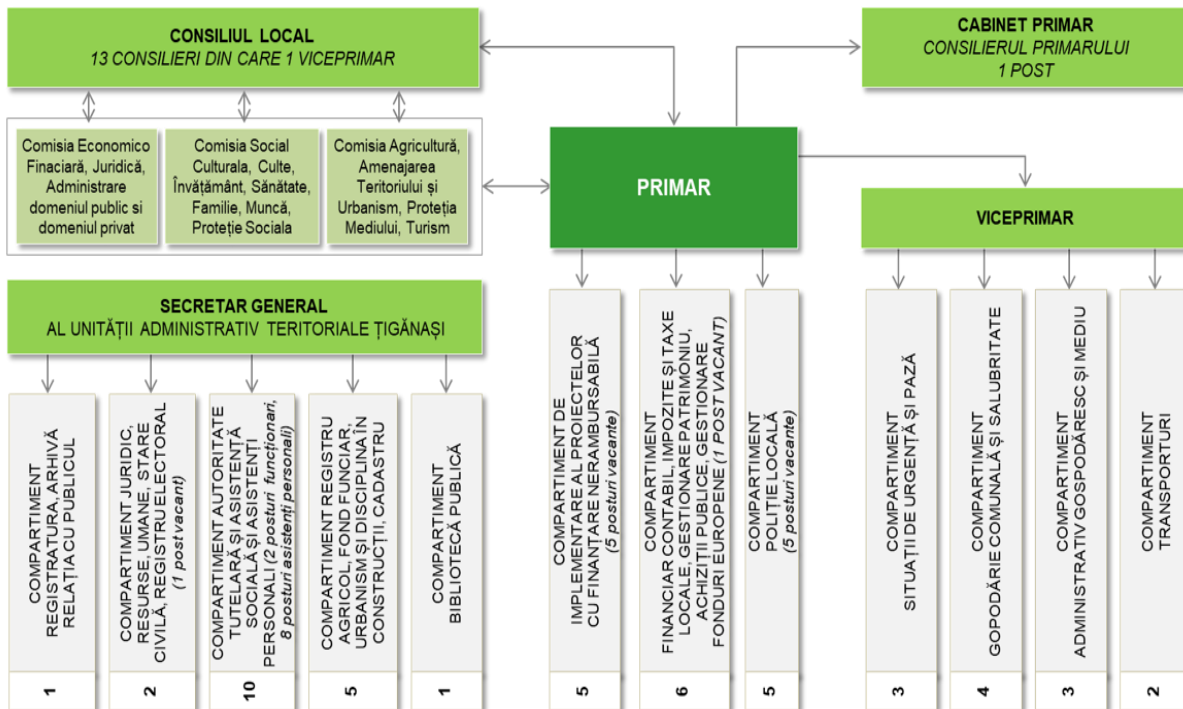 CONSILIUL LOCAL
13 CONSILIERI DIN CARE 1 VICEPRIMAR
CABINET PRIMAR
CONSILIERUL PRIMARULUI
1 POST
Comisia Economico
Finaciară, Juridică,
Administrare
domeniul public si
domeniul privat
Comisia Social
Culturala, Culte,
Învățământ, Sănătate,
Familie, Muncă,
Proteție Sociala
Comisia Agricultură,
Amenajarea
Teritoriului și
Urbanism, Proteția
Mediului, Turism
PRIMAR
VICEPRIMAR
SECRETAR GENERAL
AL UNITĂȚII ADMINISTRATIV TERITORIALE ȚIGĂNAȘI
COMPARTIMENT
REGISTRATURA, ARHIVĂ
RELAȚIA CU PUBLICUL
1
COMPARTIMENT JURIDIC,
RESURSE, UMANE, STARE
CIVILĂ, REGISTRU ELECTORAL
(1 post vacant)
2
COMPARTIMENT AUTORITATE
TUTELARĂ ȘI ASISTENȚĂ
SOCIALĂ ȘI ASISTENȚI
PERSONALI (2 posturi funcționari,
8 posturi asistenți personali)
10
COMPARTIMENT REGISTRU
AGRICOL, FOND FUNCIAR,
URBANISM ȘI DISCIPLINA ÎN
CONSTRUCȚII, CADASTRU
5
COMPARTIMENT
BIBLIOTECĂ PUBLICĂ
1
COMPARTIMENT DE
IMPLEMENTARE AL PROIECTELOR
CU FINANȚARE NERAMBURSABILĂ
(5 posturi vacante)
5
COMPARTIMENT
FINANCIAR CONTABIL, IMPOZITE ȘI TAXE
LOCALE, GESTIONARE PATRIMONIU,
ACHIZIȚII PUBLICE, GESTIONARE
FONDURI EUROPENE (1 POST VACANT)
6
COMPARTIMENT
POLIȚIE LOCALĂ
(5 posturi vacante)
5
COMPARTIMENT
SITUAȚII DE URGENȚĂ ȘI PAZĂ
3
COMPARTIMENT
GOPODĂRIE COMUNALĂ ȘI SALUBRITATE
4
COMPARTIMENT
ADMINISTRATIV GOSPODĂRESC ȘI MEDIU
3
COMPARTIMENT
TRANSPORTURI
2